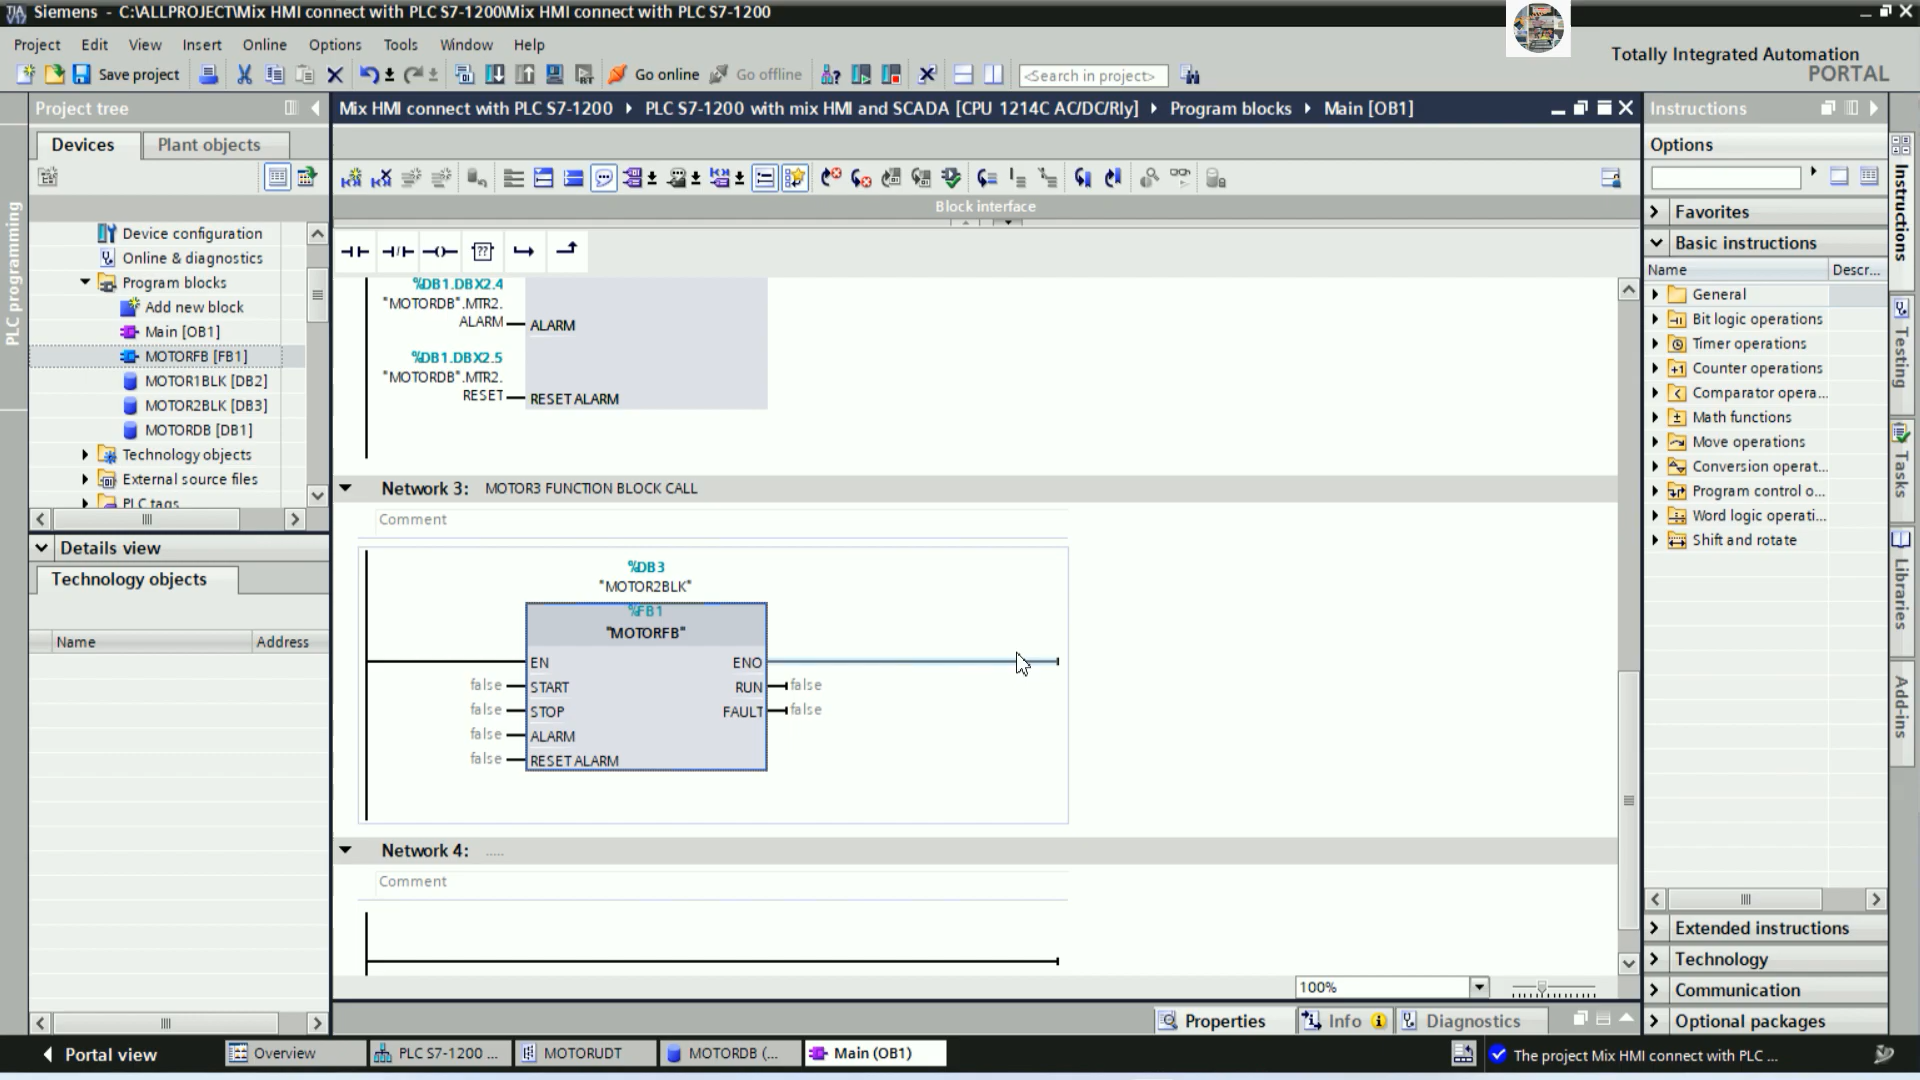 Siemens - C:\ALLPROJECT\Mix HMI connect with PLC S7-1200\Mix HMI connect with PLC S7-1200
Project Edit View Insert Online Options Tools Window Help
Totally Integrated Automation
PORTAL
Save project
Go online
Go offline
<Search in project>
Project tree
Mix HMI connect with PLC S7-1200 PLC S7-1200 with mix HMI and SCADA [CPU 1214C AC/DC/Rly] Program blocks Main [OB1]
Instructions
Devices
Plant objects
Options
Block interface
PLC programming
Device configuration
Online & diagnostics
Program blocks
Add new block
Main [OB1]
MOTORFB [FB1]
MOTOR1BLK [DB2]
MOTOR2BLK [DB3]
MOTORDB [DB1]
Technology objects
External source files
PLC tags
Details view
Technology objects
Name Address
%DB1.DBX2.4
"MOTORDB".MTR2.
ALARM
ALARM
%DB1.DBX2.5
"MOTORDB".MTR2.
RESET
RESET ALARM
Network 3: MOTOR3 FUNCTION BLOCK CALL
Comment
%DB3
"MOTOR2BLK"
%FB1
"MOTORFB"
EN ENO
false START RUN false
false STOP FAULT false
false ALARM
false RESET ALARM
Network 4: .....
Comment
100%
Favorites
Basic instructions
Name Descr...
General
Bit logic operations
Timer operations
Counter operations
Comparator opera...
Math functions
Move operations
Conversion operat...
Program control o...
Word logic operati...
Shift and rotate
Extended instructions
Technology
Communication
Optional packages
Instructions
Testing
Tasks
Libraries
Add-ins
Properties Info Diagnostics
Portal view Overview PLC S7-1200 ... MOTORUDT MOTORDB (... Main (OB1) The project Mix HMI connect with PLC ...